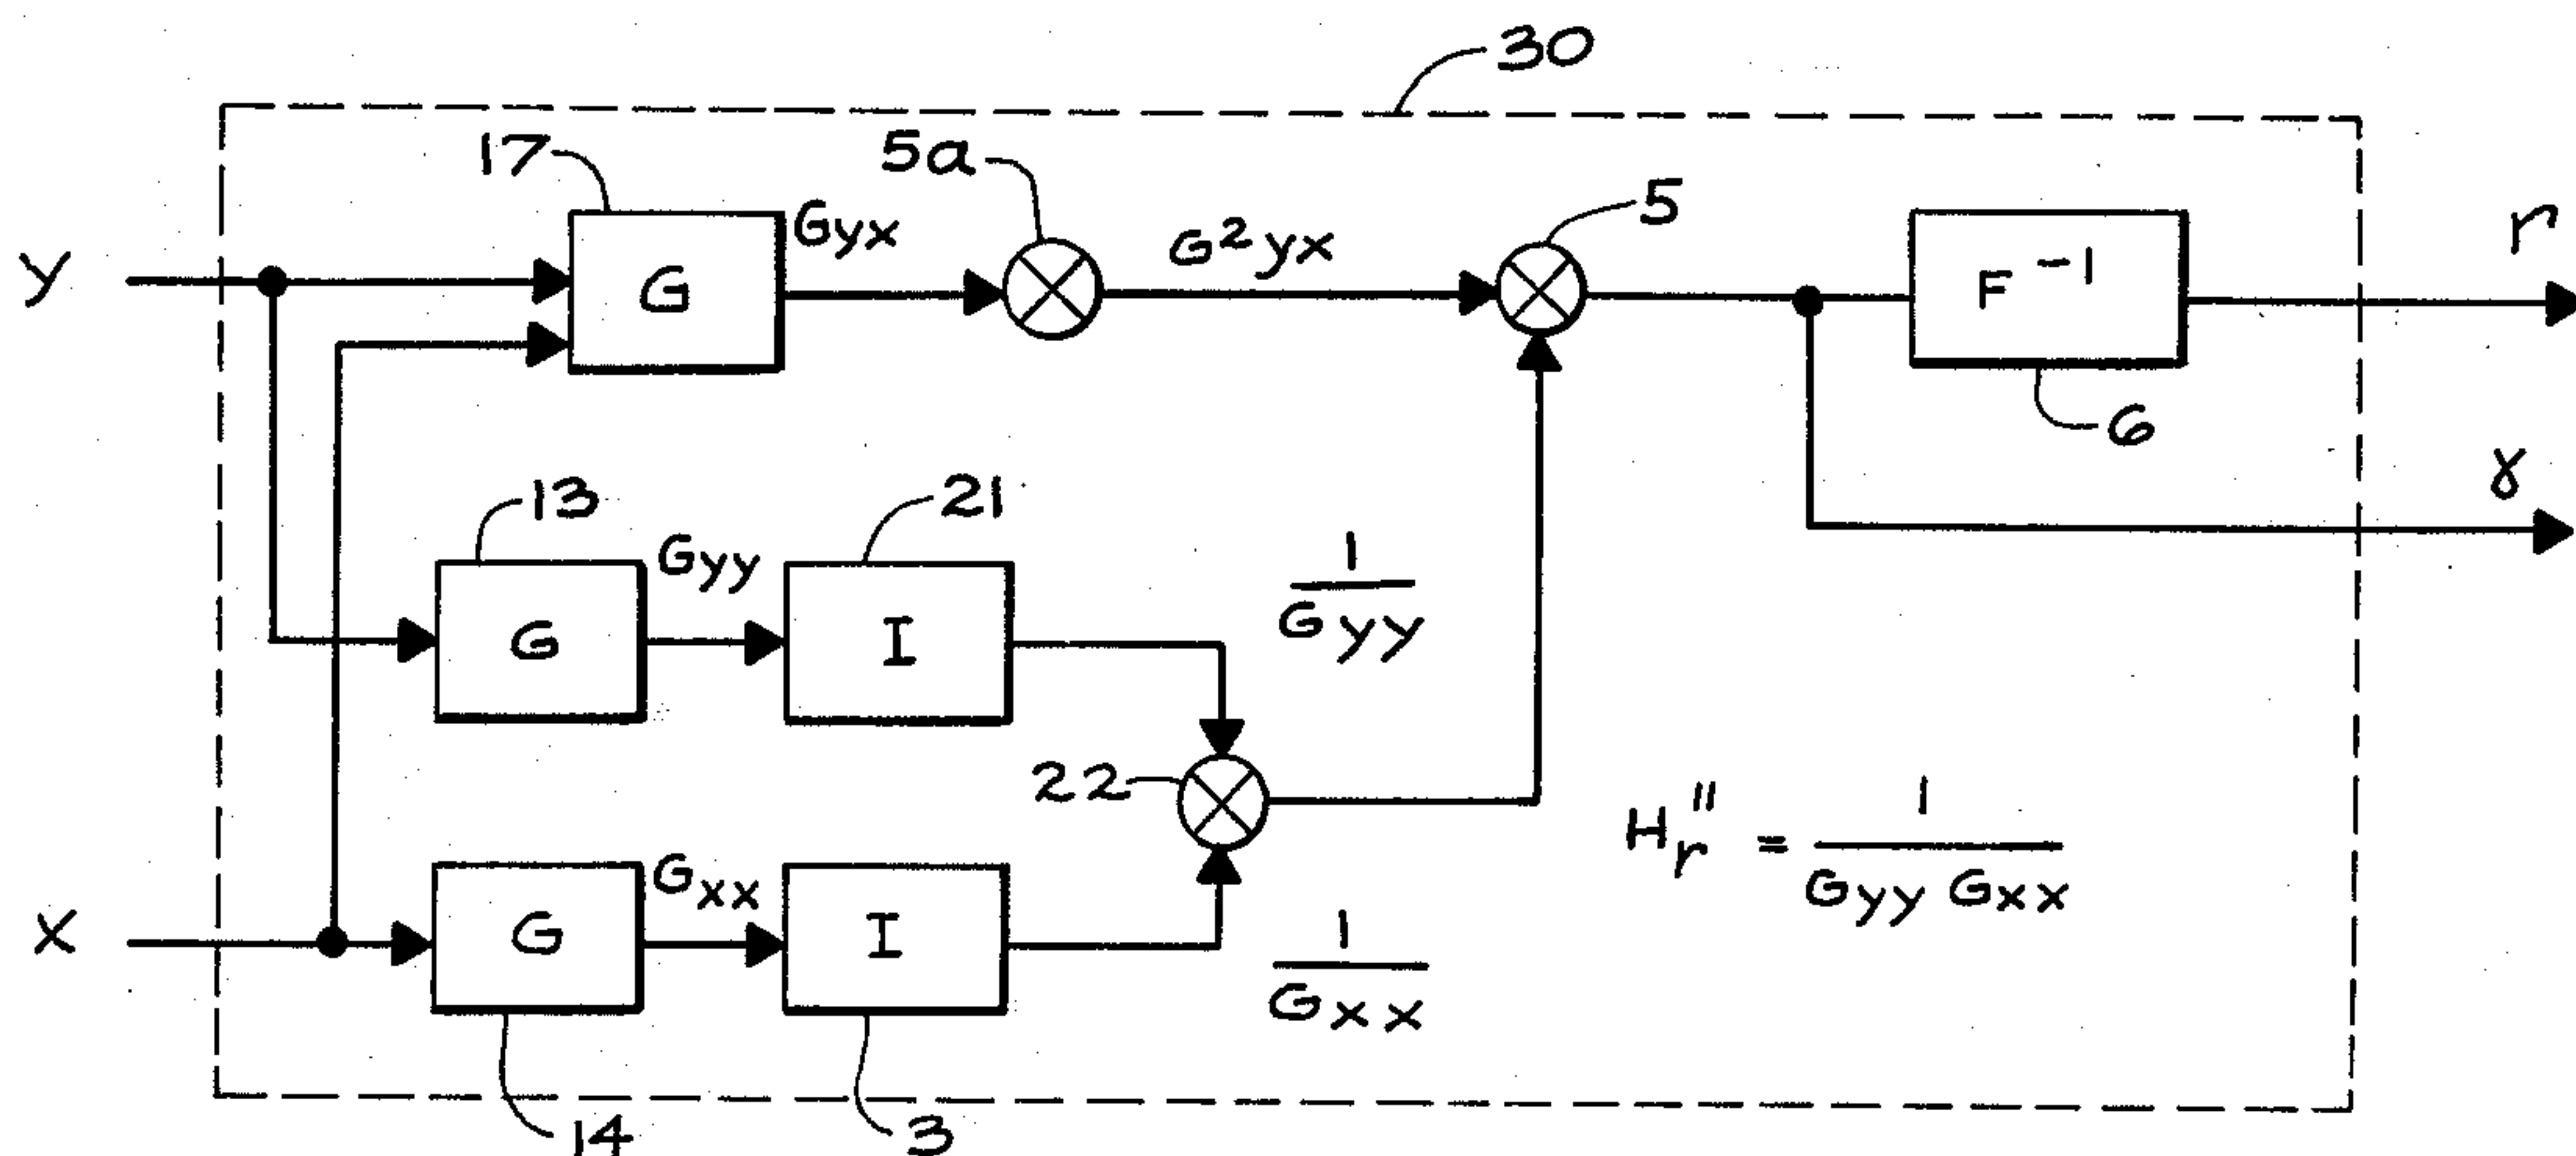 30
17
5a
Gyx
G²yx
5
y
G
F⁻¹
r
6
γ
13
Gyy
21
G
I
1/Gyy
22
Hr'' = 1/Gyy Gxx
x
Gxx
G
I
1/Gxx
14
3